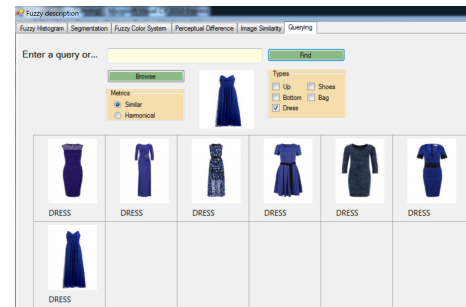 Fuzzy description
Fuzzy Histogram Segmentation Fuzzy Color System Perceptual Difference Image Similarity Querying
Enter a query or...
Find
Browse
Types
Up Shoes
Bottom Bag
Dress
Metrics
Similar
Harmonical
DRESS DRESS DRESS DRESS DRESS DRESS
DRESS